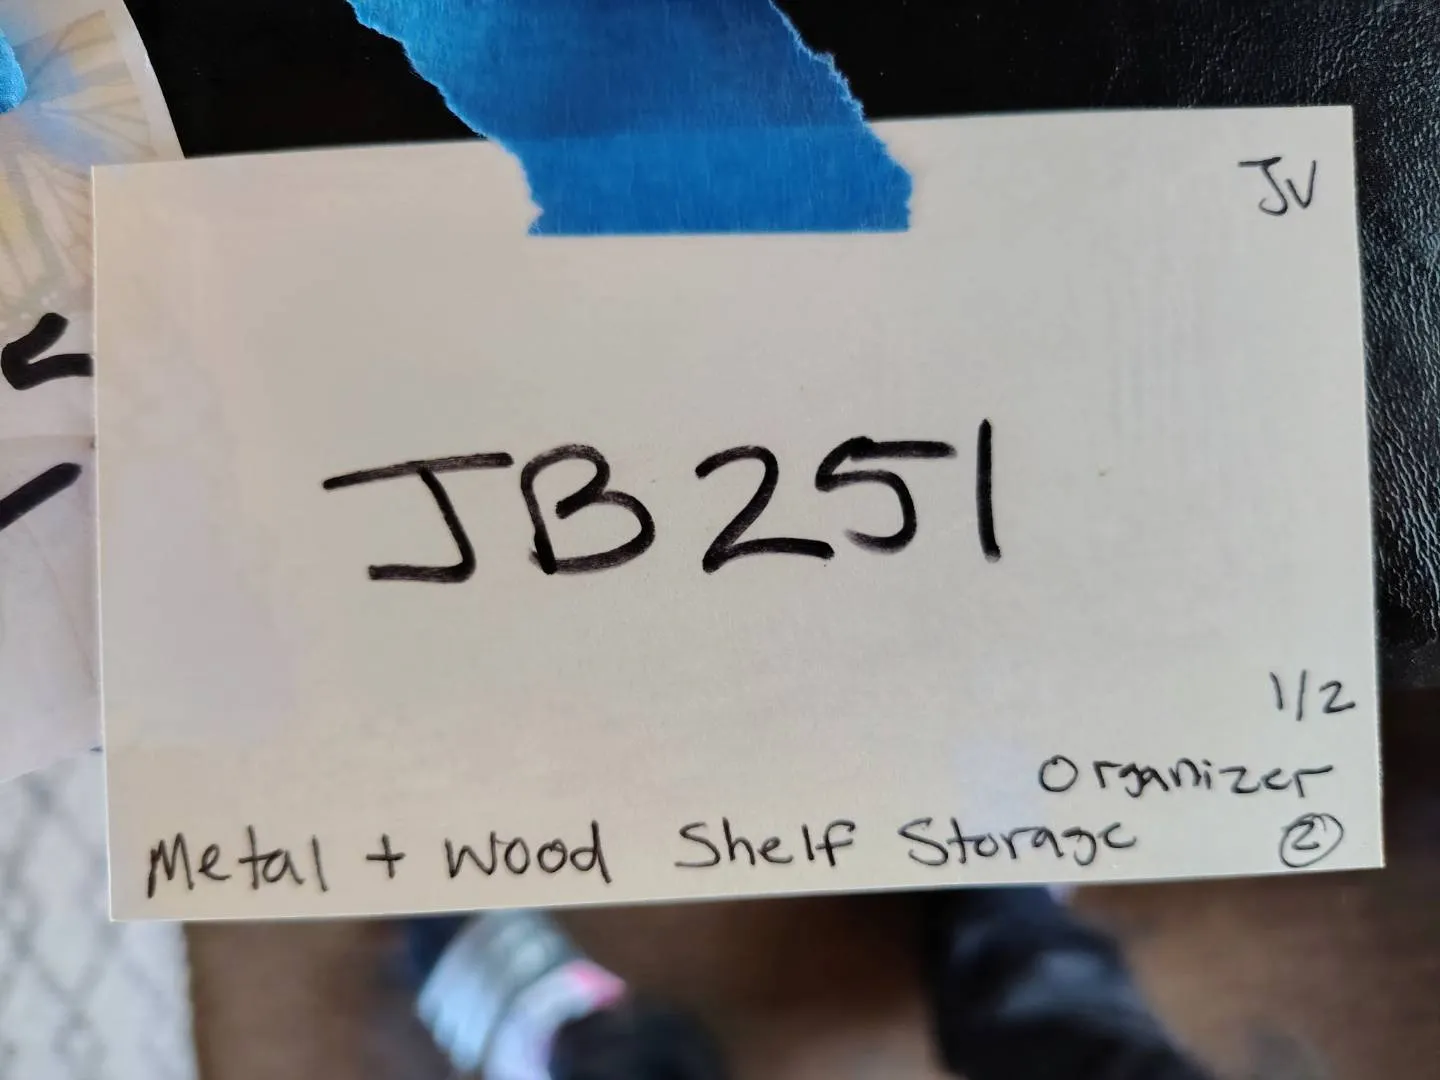 JV
JB251
1/2
Organizer
Metal + Wood Shelf Storage
2